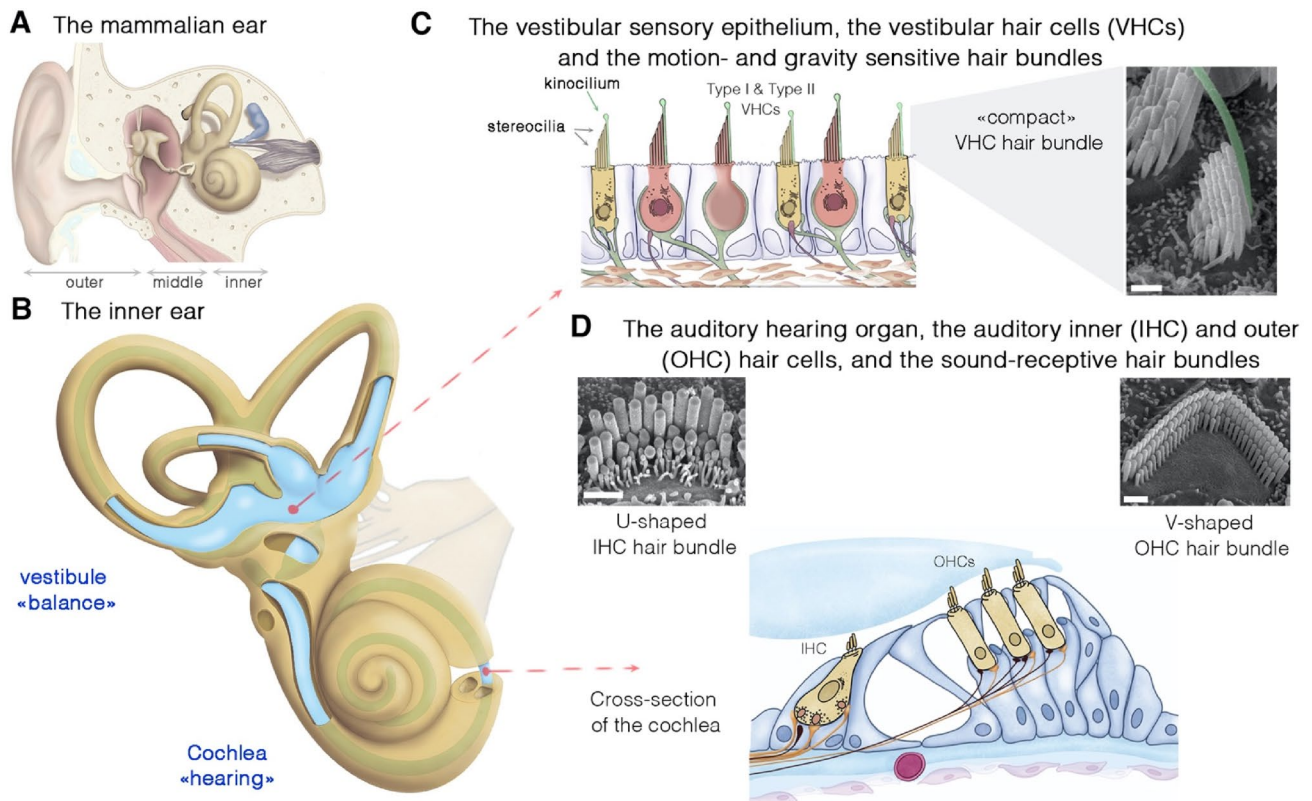 A The mammalian ear
outer middle inner
B The inner ear
vestibule
«balance»
Cochlea
«hearing»
C The vestibular sensory epithelium, the vestibular hair cells (VHCs)
and the motion- and gravity sensitive hair bundles
kinocilium
stereocilia
Type I & Type II
VHCs
«compact»
VHC hair bundle
D The auditory hearing organ, the auditory inner (IHC) and outer
(OHC) hair cells, and the sound-receptive hair bundles
U-shaped
IHC hair bundle
V-shaped
OHC hair bundle
OHCs
IHC
Cross-section
of the cochlea